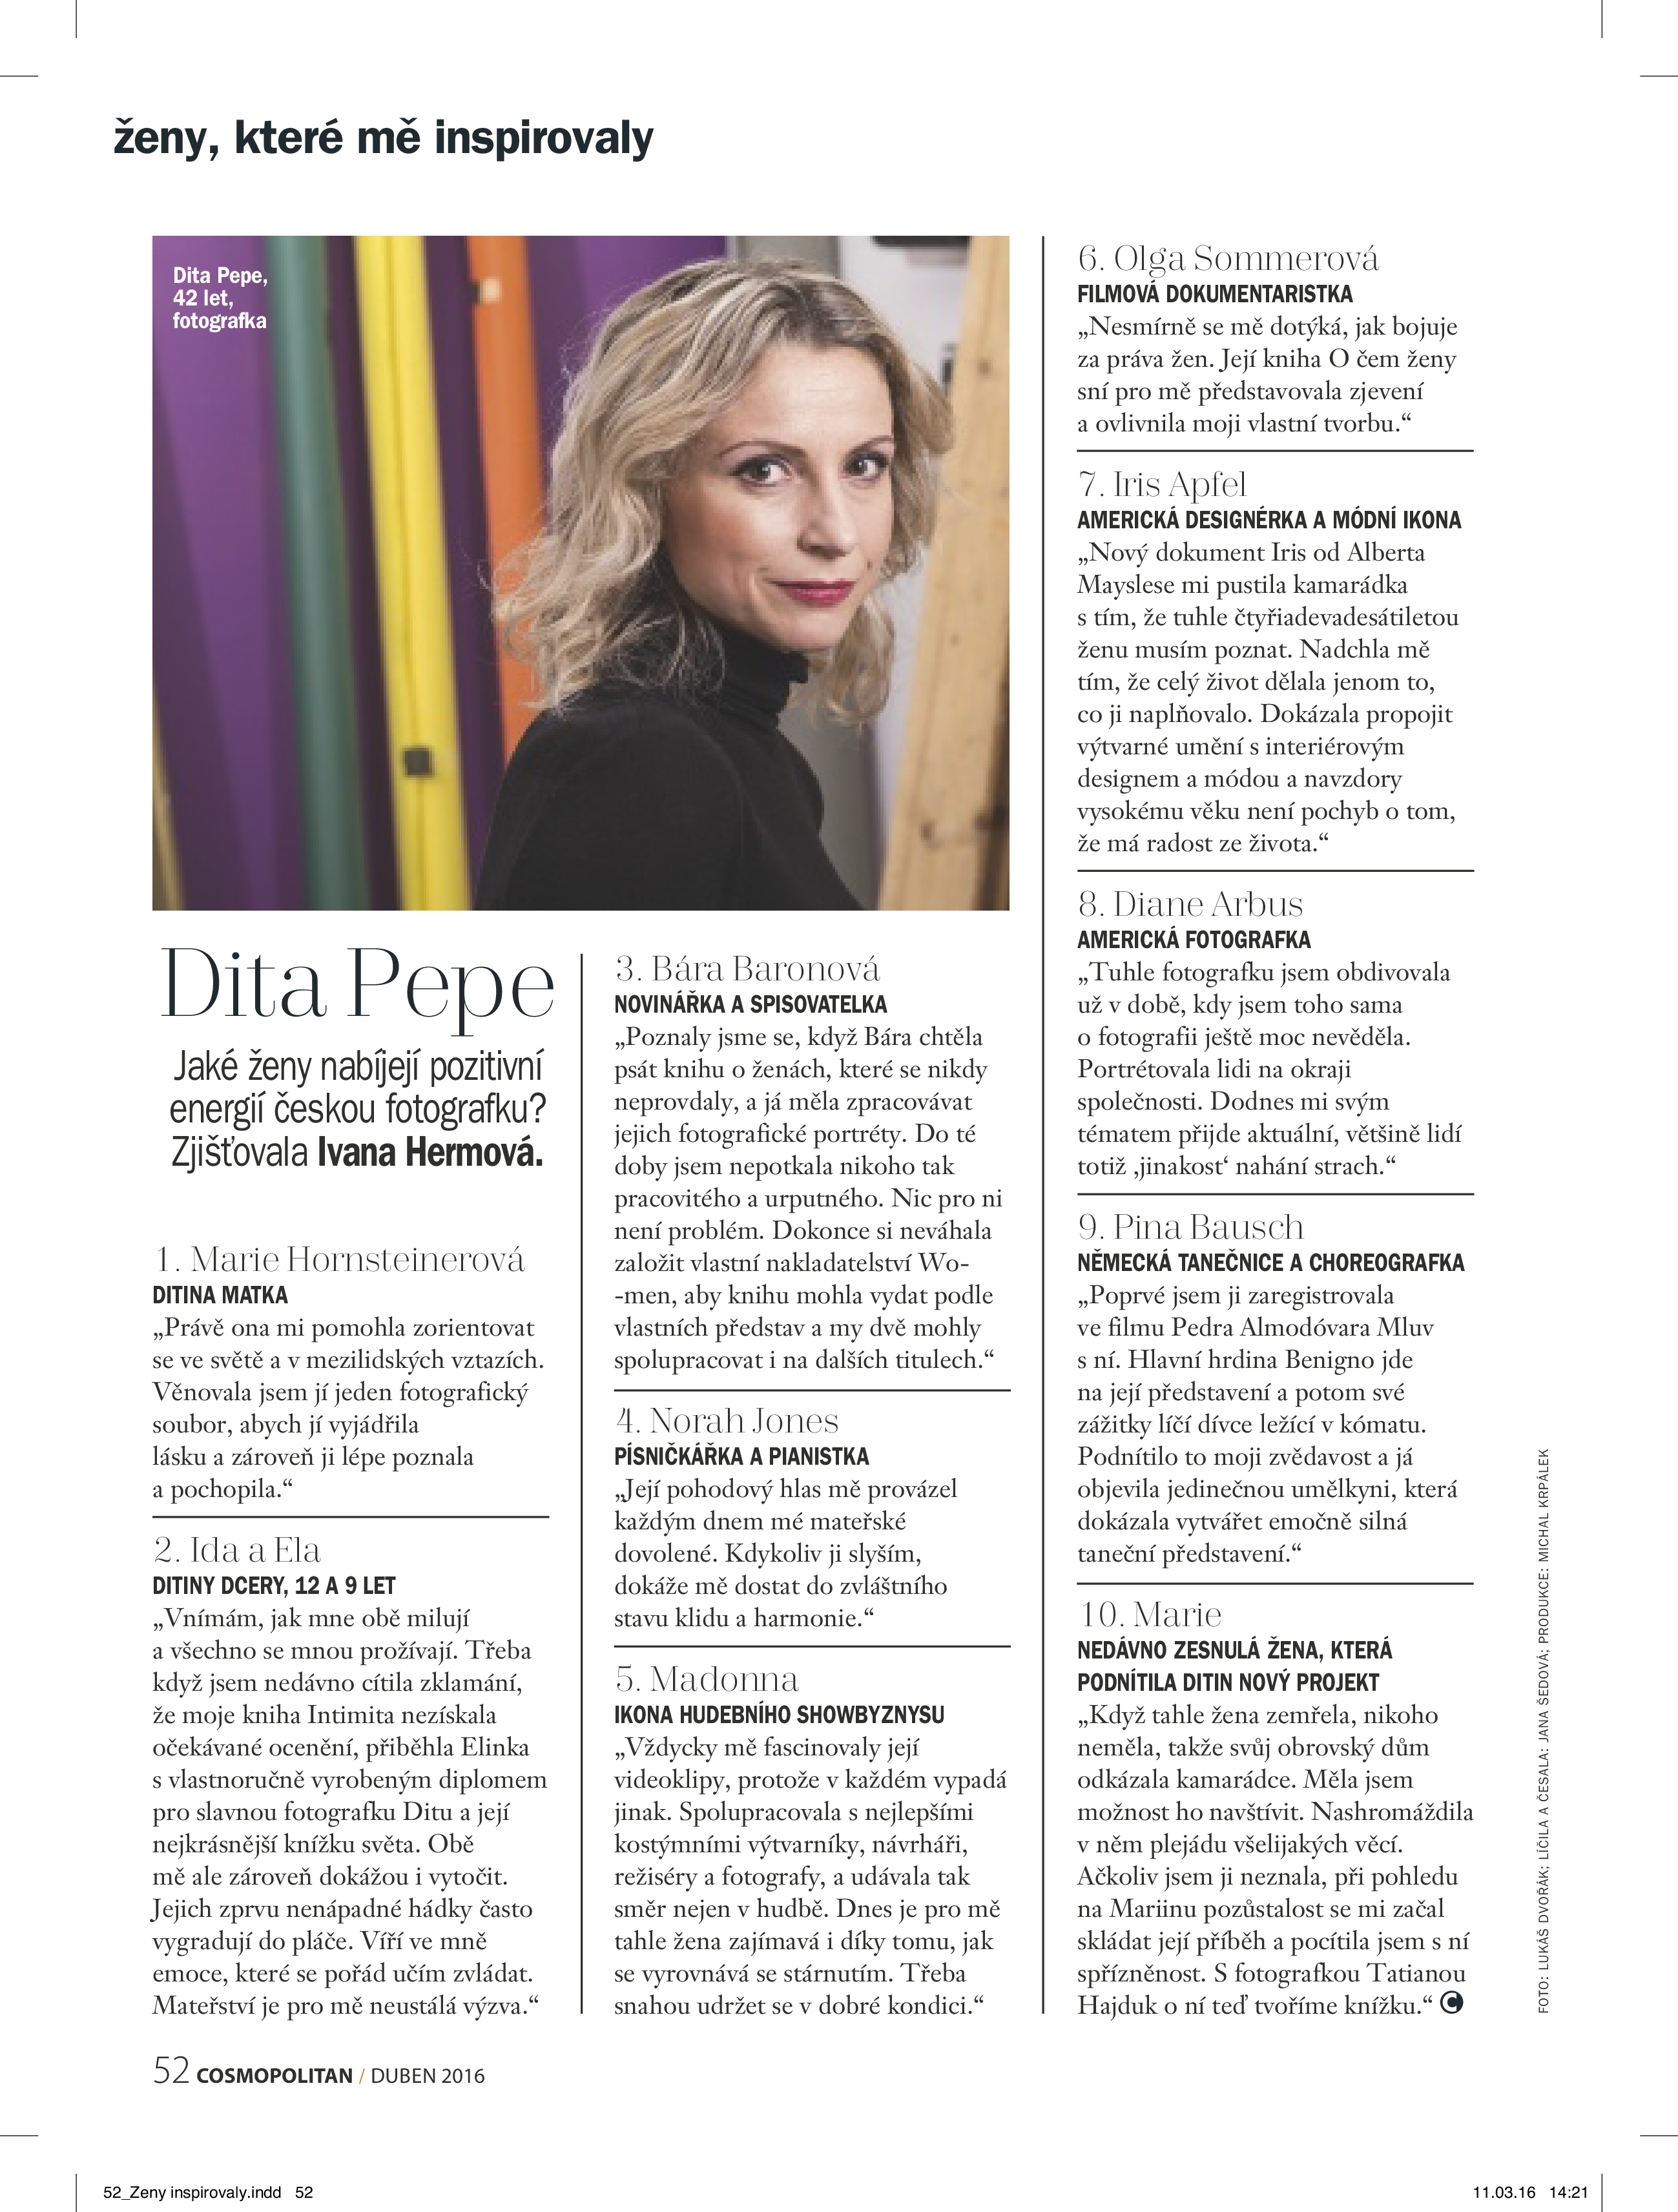 ženy, které mě inspirovaly
Dita Pepe,
42 let,
fotografka
Dita Pepe
Jaké ženy nabíjejí pozitivní
energií českou fotografku?
Zjišťovala Ivana Hermová.
1. Marie Hornsteinerová
DITINA MATKA
„Právě ona mi pomohla zorientovat
se ve světě a v mezilidských vztazích.
Věnovala jsem jí jeden fotografický
soubor, abych jí vyjádřila
lásku a zároveň ji lépe poznala
a pochopila.“
2. Ida a Ela
DITINY DCERY, 12 A 9 LET
„Vnímám, jak mne obě milují
a všechno se mnou prožívají. Třeba
když jsem nedávno cítila zklamání,
že moje kniha Intimita nezískala
očekávané ocenění, přiběhla Elinka
s vlastnoručně vyrobeným diplomem
pro slavnou fotografku Ditu a její
nejkrásnější knížku světa. Obě
mě ale zároveň dokážou i vytočit.
Jejich zprvu nenápadné hádky často
vygradují do pláče. Víří ve mně
emoce, které se pořád učím zvládat.
Mateřství je pro mě neustálá výzva.“
3. Bára Baronová
NOVINÁŘKA A SPISOVATELKA
„Poznaly jsme se, když Bára chtěla
psát knihu o ženách, které se nikdy
neprovdaly, a já měla zpracovávat
jejich fotografické portréty. Do té
doby jsem nepotkala nikoho tak
pracovitého a urputného. Nic pro ni
není problém. Dokonce si neváhala
založit vlastní nakladatelství Wo-
-men, aby knihu mohla vydat podle
vlastních představ a my dvě mohly
spolupracovat i na dalších titulech.“
4. Norah Jones
PÍSNIČKÁŘKA A PIANISTKA
„Její pohodový hlas mě provázel
každým dnem mé mateřské
dovolené. Kdykoliv ji slyším,
dokáže mě dostat do zvláštního
stavu klidu a harmonie.“
5. Madonna
IKONA HUDEBNÍHO SHOWBYZNYSU
„Vždycky mě fascinovaly její
videoklipy, protože v každém vypadá
jinak. Spolupracovala s nejlepšími
kostýmními výtvarníky, návrháři,
režiséry a fotografy, a udávala tak
směr nejen v hudbě. Dnes je pro mě
tahle žena zajímavá i díky tomu, jak
se vyrovnává se stárnutím. Třeba
snahou udržet se v dobré kondici.“
6. Olga Sommerová
FILMOVÁ DOKUMENTARISTKA
„Nesmírně se mě dotýká, jak bojuje
za práva žen. Její kniha O čem ženy
sní pro mě představovala zjevení
a ovlivnila moji vlastní tvorbu.“
7. Iris Apfel
AMERICKÁ DESIGNÉRKA A MÓDNÍ IKONA
„Nový dokument Iris od Alberta
Mayslese mi pustila kamarádka
s tím, že tuhle čtyřiadevadesátiletou
ženu musím poznat. Nadchla mě
tím, že celý život dělala jenom to,
co ji naplňovalo. Dokázala propojit
výtvarné umění s interiérovým
designem a módou a navzdory
vysokému věku není pochyb o tom,
že má radost ze života.“
8. Diane Arbus
AMERICKÁ FOTOGRAFKA
„Tuhle fotografku jsem obdivovala
už v době, kdy jsem toho sama
o fotografii ještě moc nevěděla.
Portrétovala lidi na okraji
společnosti. Dodnes mi svým
tématem přijde aktuální, většině lidí
totiž ‚jinakost‘ nahání strach.“
9. Pina Bausch
NĚMECKÁ TANEČNICE A CHOREOGRAFKA
„Poprvé jsem ji zaregistrovala
ve filmu Pedra Almodóvara Mluv
s ní. Hlavní hrdina Benigno jde
na její představení a potom své
zážitky líčí dívce ležící v kómatu.
Podnítilo to moji zvědavost a já
objevila jedinečnou umělkyni, která
dokázala vytvářet emočně silná
taneční představení.“
10. Marie
NEDÁVNO ZESNULÁ ŽENA, KTERÁ
PODNÍTILA DITIN NOVÝ PROJEKT
„Když tahle žena zemřela, nikoho
neměla, takže svůj obrovský dům
odkázala kamarádce. Měla jsem
možnost ho navštívit. Nashromáždila
v něm plejádu všelijakých věcí.
Ačkoliv jsem ji neznala, při pohledu
na Mariinu pozůstalost se mi začal
skládat její příběh a pocítila jsem s ní
spřízněnost. S fotografkou Tatianou
Hajduk o ní teď tvoříme knížku.“ C
FOTO: LUKÁŠ DVOŘÁK; LÍČILA A ČESALA: JANA ŠEDOVÁ; PRODUKCE: MICHAL KRPÁLEK
52 COSMOPOLITAN / DUBEN 2016
52_Zeny inspirovaly.indd 52
11.03.16 14:21